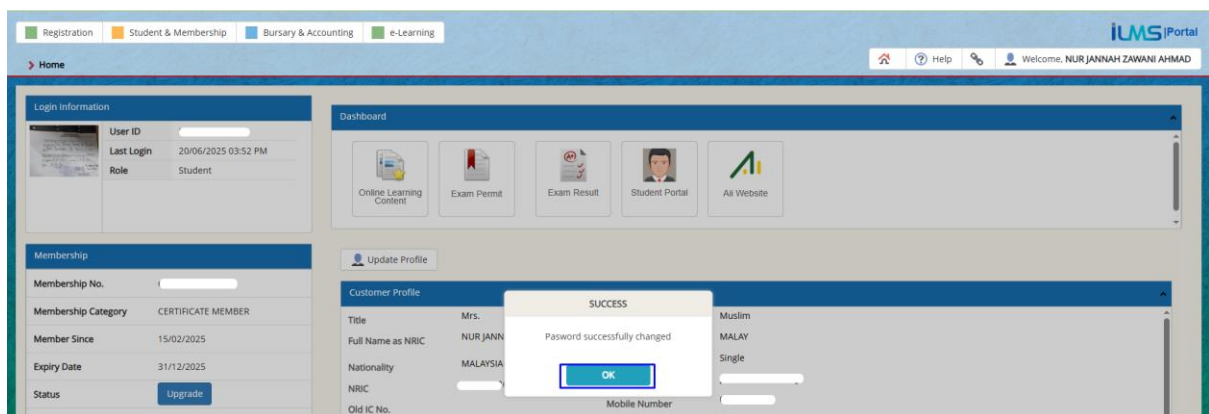 Registration Student & Membership Bursary & Accounting e-Learning
iLMS |Portal
Home
Help Welcome, NUR JANNAH ZAWANI AHMAD
Login Information
User ID
Last Login 20/06/2025 03:52 PM
Role Student
Dashboard
Online Learning Content
Exam Permit
Exam Result
Student Portal
Aii Website
Membership
Membership No.
Membership Category CERTIFICATE MEMBER
Member Since 15/02/2025
Expiry Date 31/12/2025
Status Upgrade
Update Profile
Customer Profile
Title Mrs. Muslim
Full Name as NRIC NUR JANN MALAY
Nationality MALAYSIA Single
NRIC
Old IC No. Mobile Number
SUCCESS
Pasword successfully changed
OK